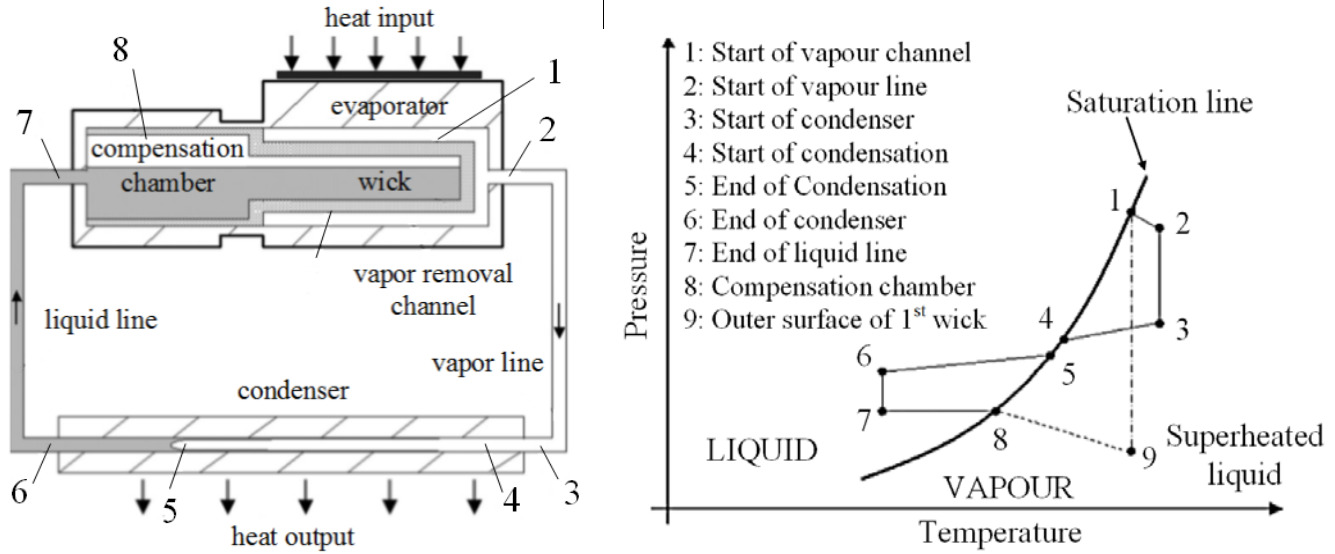 heat input
8
1
evaporator
7
2
compensation
chamber
wick
vapor removal
channel
liquid line
vapor line
condenser
6
5
4
3
heat output
Pressure
1: Start of vapour channel
2: Start of vapour line
3: Start of condenser
4: Start of condensation
5: End of Condensation
6: End of condenser
7: End of liquid line
8: Compensation chamber
9: Outer surface of 1st wick
Saturation line
1
2
4
3
6
5
7
8
9
LIQUID
Superheated
liquid
VAPOUR
Temperature